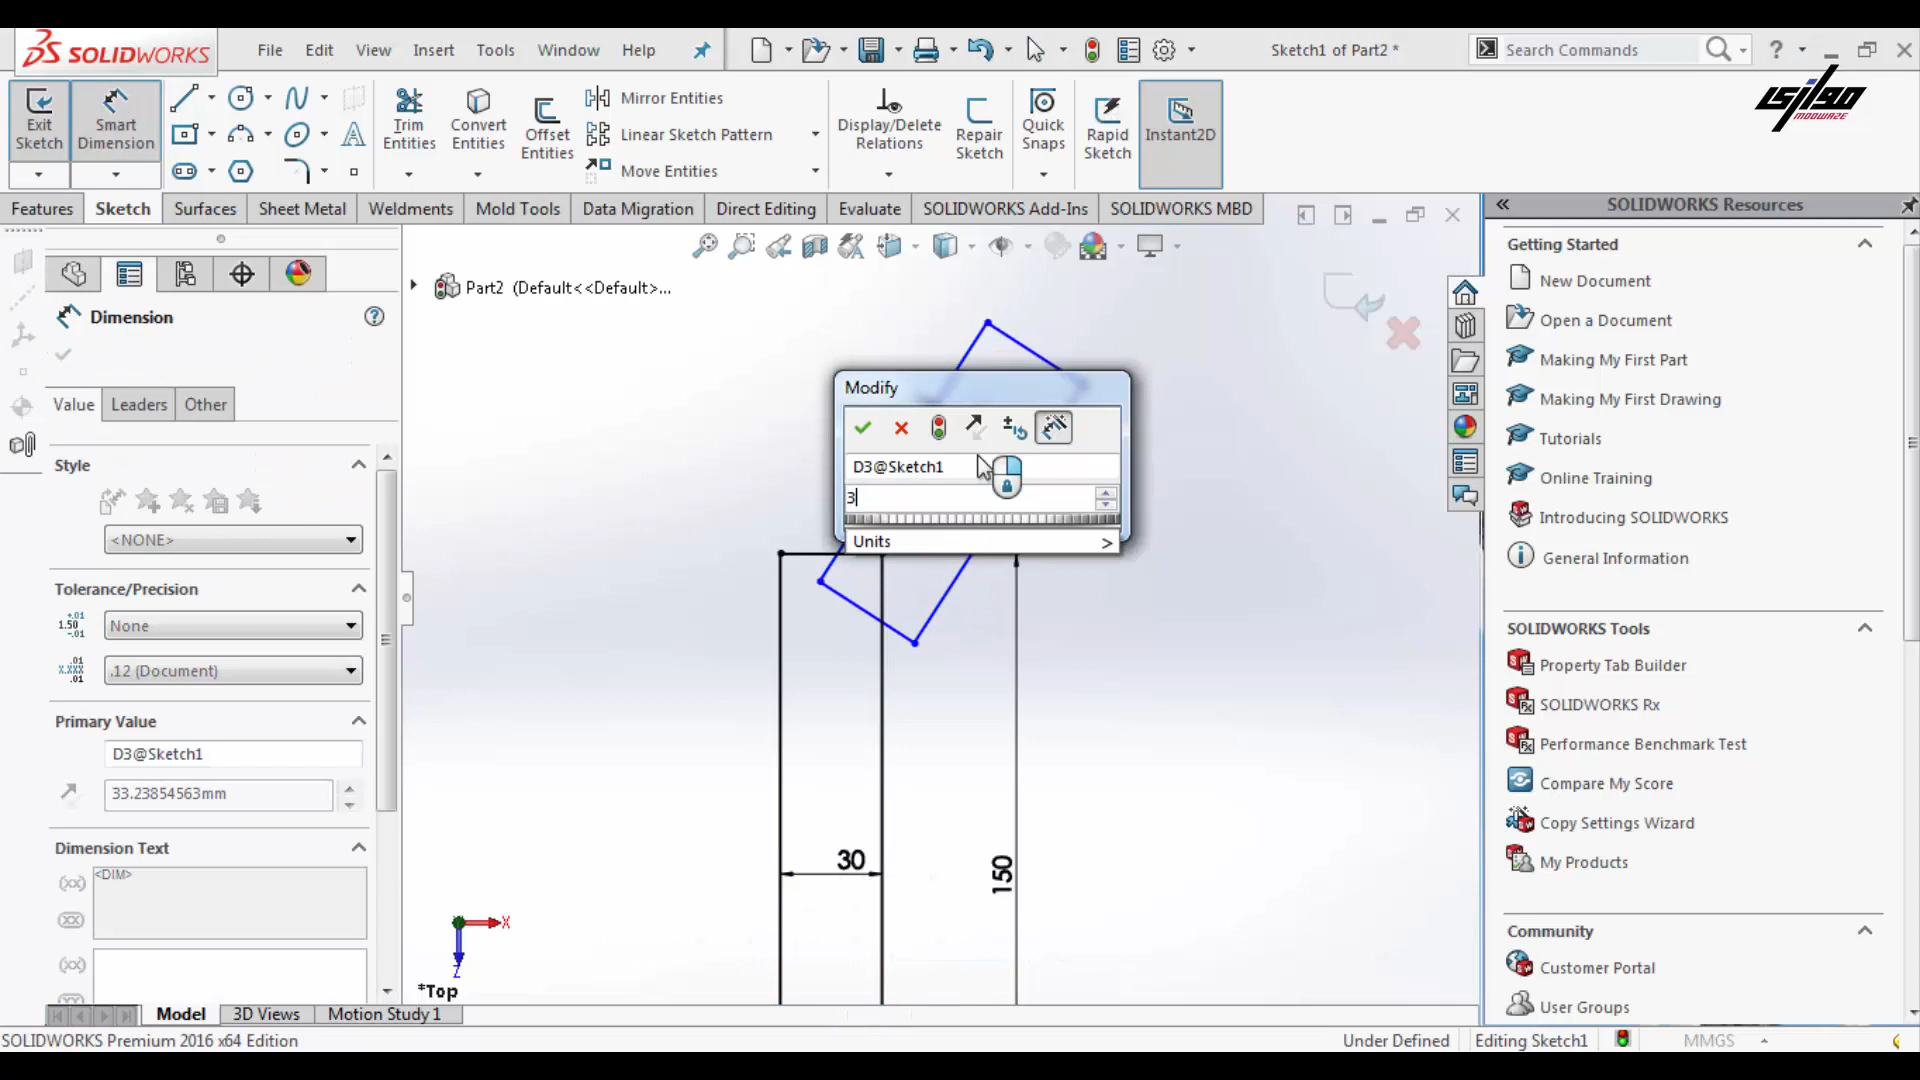 SOLIDWORKS
File Edit View Insert Tools Window Help
Sketch1 of Part2 *
Search Commands
موولزی
MOOWAZE
Exit Sketch
Smart Dimension
Trim Entities
Convert Entities
Offset Entities
Mirror Entities
Linear Sketch Pattern
Move Entities
Display/Delete Relations
Repair Sketch
Quick Snaps
Rapid Sketch
Instant2D
Features Sketch Surfaces Sheet Metal Weldments Mold Tools Data Migration Direct Editing Evaluate SOLIDWORKS Add-Ins SOLIDWORKS MBD
Part2 (Default<<Default>...
Dimension
Value Leaders Other
Style
<NONE>
Tolerance/Precision
None
.12 (Document)
Primary Value
D3@Sketch1
33.23854563mm
Dimension Text
<DIM>
Modify
D3@Sketch1
3
Units >
30
150
X
Z
*Top
SOLIDWORKS Resources
Getting Started
New Document
Open a Document
Making My First Part
Making My First Drawing
Tutorials
Online Training
Introducing SOLIDWORKS
General Information
SOLIDWORKS Tools
Property Tab Builder
SOLIDWORKS Rx
Performance Benchmark Test
Compare My Score
Copy Settings Wizard
My Products
Community
Customer Portal
User Groups
Model 3D Views Motion Study 1
SOLIDWORKS Premium 2016 x64 Edition
Under Defined Editing Sketch1 MMGS